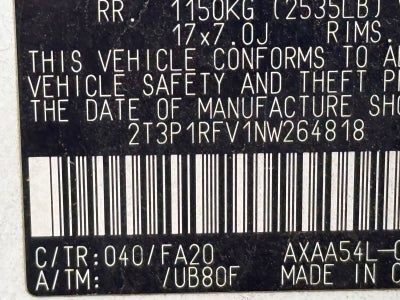 RR. 1150KG (2535LB)
17x7.0J RIMS.
THIS VEHICLE CONFORMS TO
VEHICLE SAFETY AND THEFT
THE DATE OF MANUFACTURE
2T3P1RFV1NW264818
C/TR:040/FA20 AXAA54L-
A/TM: /UB80F MADE IN